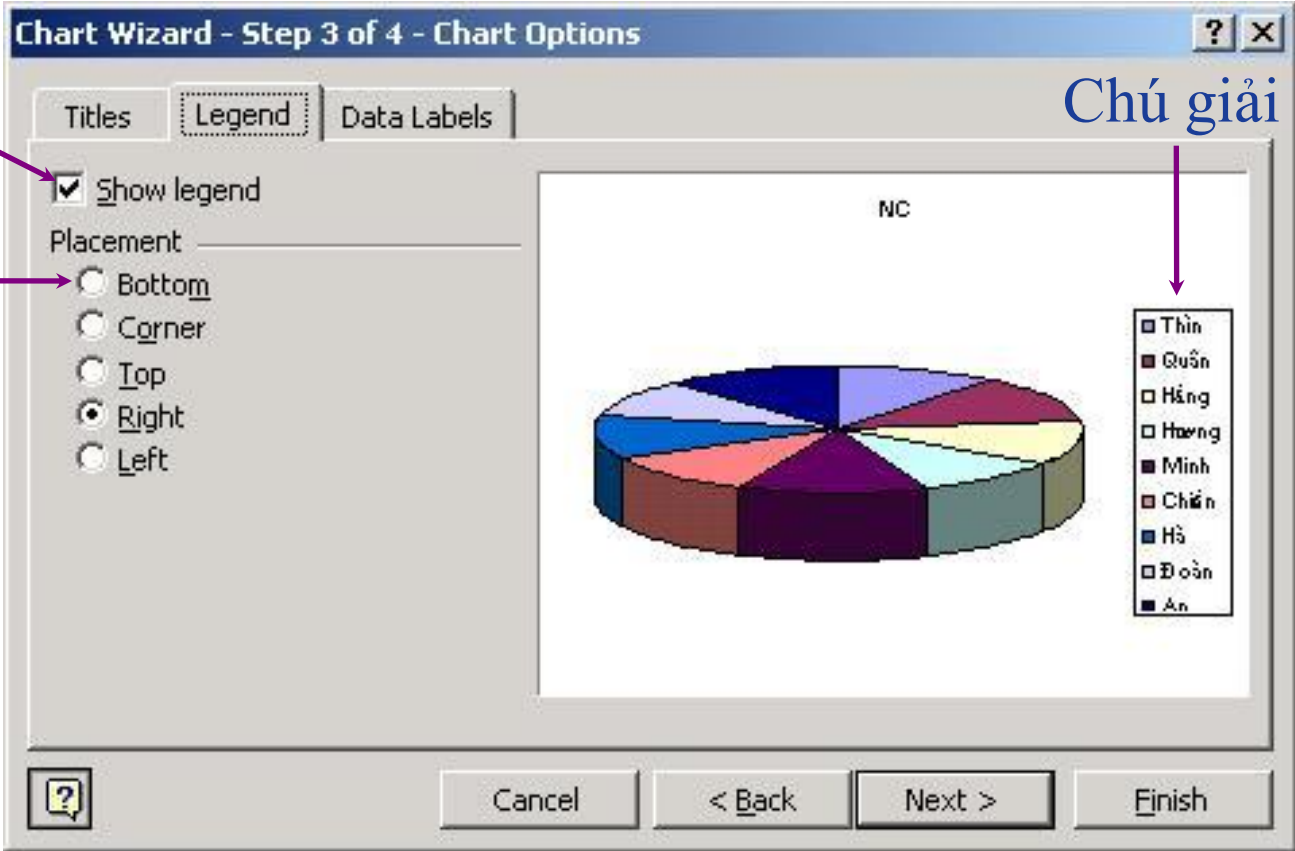 Chart Wizard - Step 3 of 4 - Chart Options
Chú giải
Titles
Legend
Data Labels
Show legend
Placement
Bottom
Corner
Top
Right
Left
NC
Thìn
Quân
Hằng
Hương
Minh
Chiến
Hà
Đoàn
An
Cancel
< Back
Next >
Finish